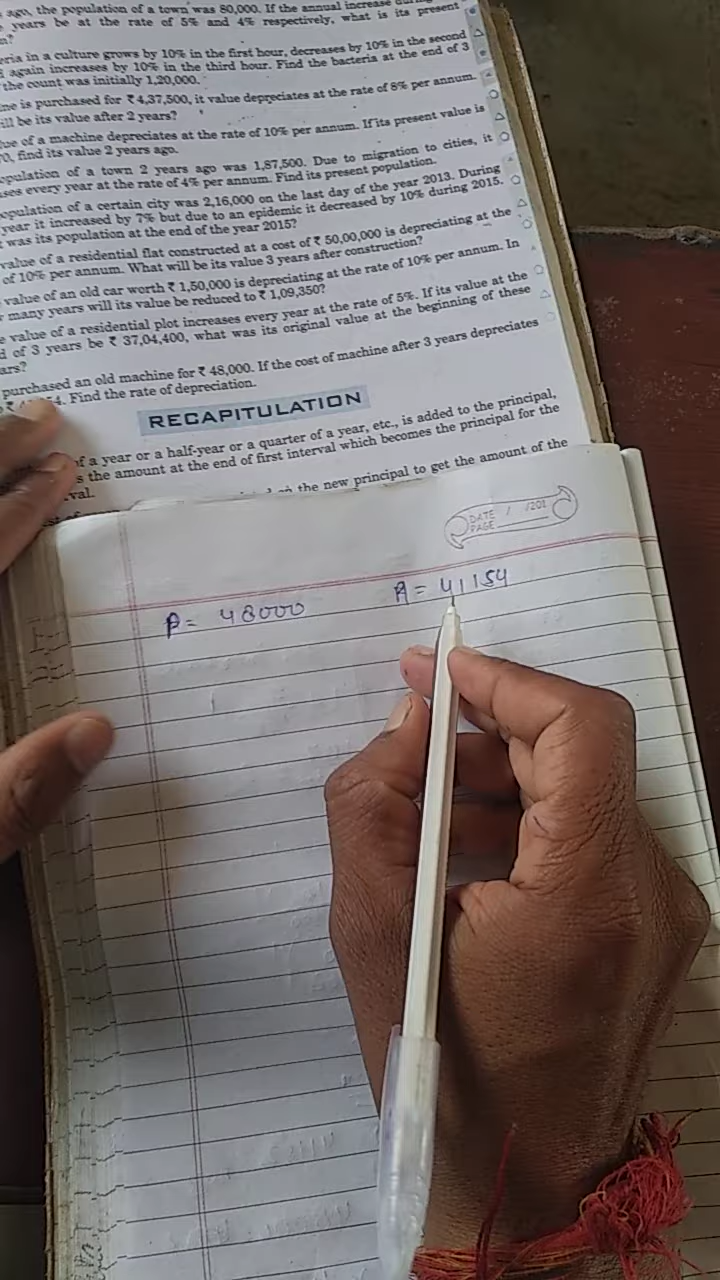 ago, the population of a town was 80,000. If the annual increase
years be at the rate of 5% and 4% respectively, what is its present
in a culture grows by 10% in the first hour, decreases by 10% in the second
again increases by 10% in the third hour. Find the bacteria at the end of 3
the count was initially 1,20,000.
is purchased for ₹ 4,37,500, it value depreciates at the rate of 8% per annum.
be its value after 2 years?
of a machine depreciates at the rate of 10% per annum. If its present value is
find its value 2 years ago.
of a town 2 years ago was 1,87,500. Due to migration to cities, it
every year at the rate of 4% per annum. Find its present population.
opulation of a certain city was 2,16,000 on the last day of the year 2013. During
year it increased by 7% but due to an epidemic it decreased by 10% during 2015.
was its population at the end of the year 2015?
value of a residential flat constructed at a cost of ₹ 50,00,000 is depreciating at the
of 10% per annum. What will be its value 3 years after construction?
value of an old car worth ₹ 1,50,000 is depreciating at the rate of 10% per annum. In
many years will its value be reduced to ₹ 1,09,350?
value of a residential plot increases every year at the rate of 5%. If its value at the
of 3 years be ₹ 37,04,400, what was its original value at the beginning of these
ars?
purchased an old machine for ₹ 48,000. If the cost of machine after 3 years depreciates
Find the rate of depreciation.
RECAPITULATION
of a year or a half-year or a quarter of a year, etc., is added to the principal,
s the amount at the end of first interval which becomes the principal for the
val.
the new principal to get the amount of the
DATE / /201
PAGE
P = 48000 A = 41154